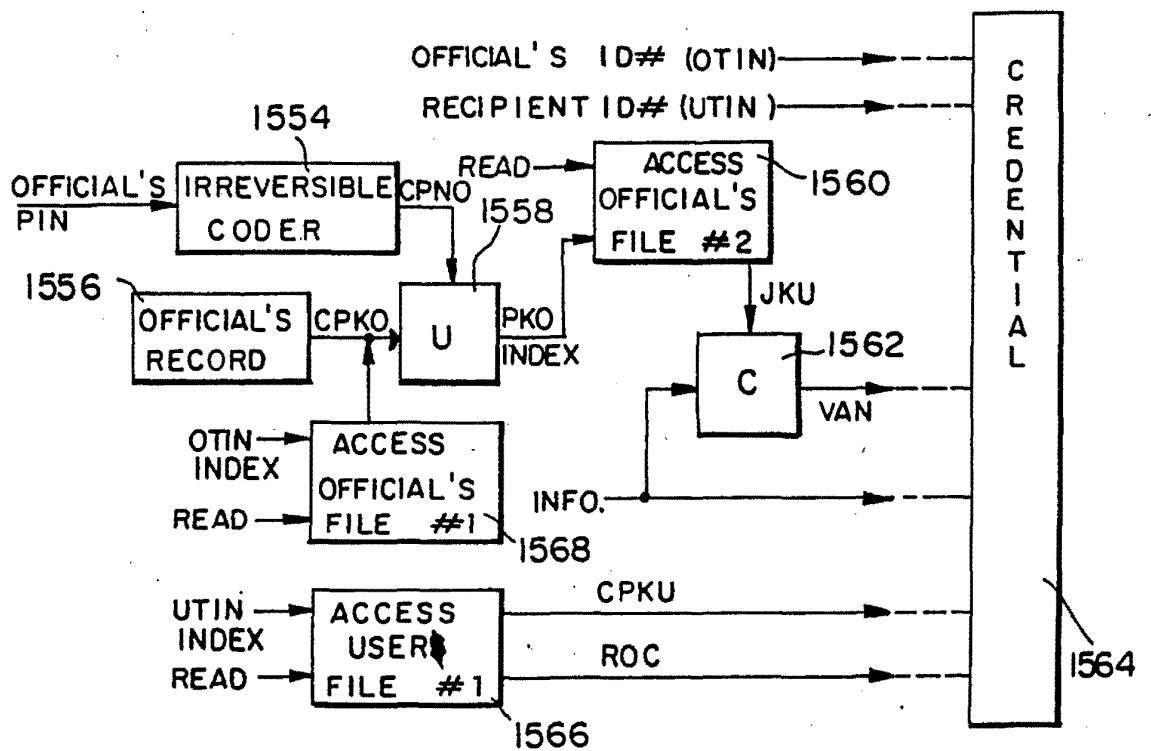 OFFICIAL'S ID# (OTIN)
RECIPIENT ID# (UTIN)
CREDENTIAL
1554
READ
ACCESS
OFFICIAL'S
FILE #2
1560
OFFICIAL'S
PIN
IRREVERSIBLE
CODER
CPNO
1558
1556
OFFICIAL'S
RECORD
CPKO
U
PKO
INDEX
JKU
C
1562
VAN
OTIN
INDEX
READ
ACCESS
OFFICIAL'S
FILE #1
1568
INFO.
UTIN
INDEX
READ
ACCESS
USER
FILE #1
1566
CPKU
ROC
1564